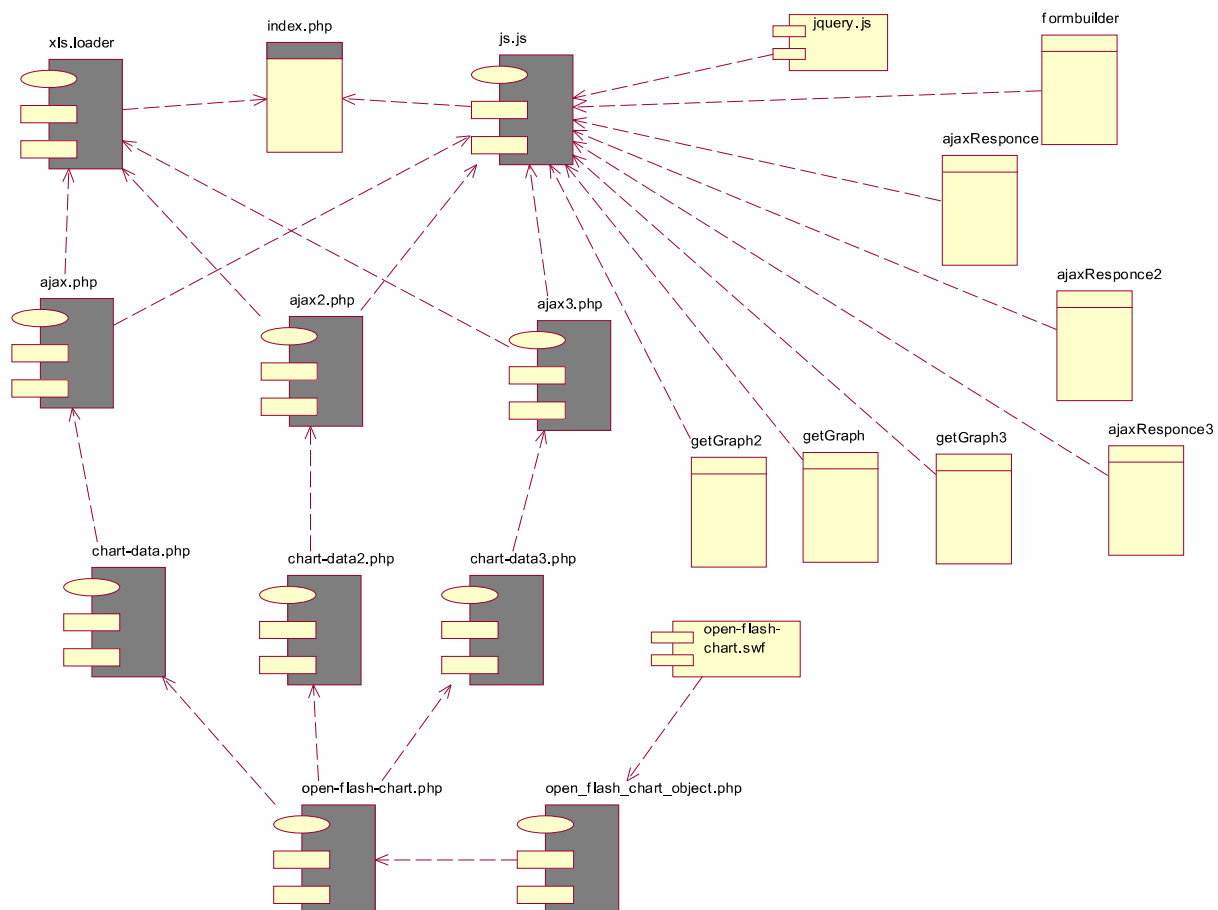 formbuilder
index.php
jquery.js
xls.loader
js.js
ajaxResponce
ajaxResponce2
ajax.php
ajax2.php
ajax3.php
ajaxResponce3
getGraph2
getGraph
getGraph3
chart-data.php
chart-data2.php
chart-data3.php
open-flash-
chart.swf
open-flash-chart.php
open_flash_chart_object.php